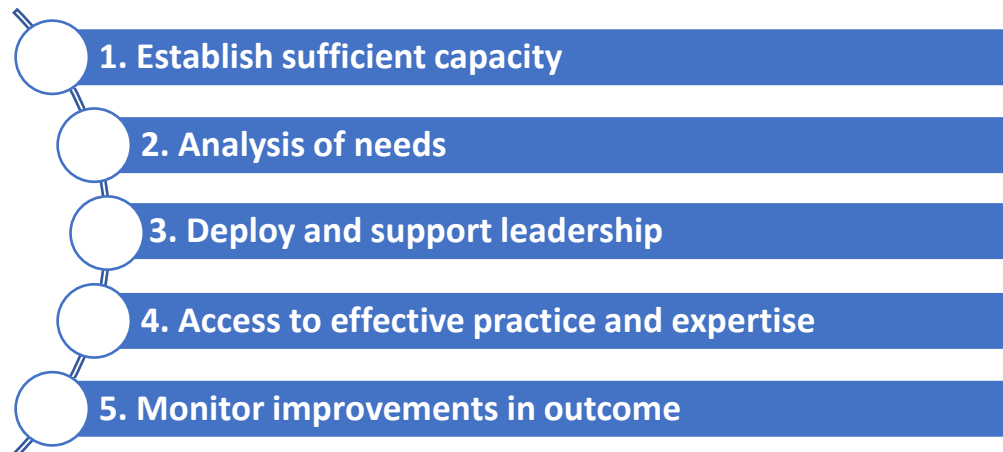 1. Establish sufficient capacity
2. Analysis of needs
3. Deploy and support leadership
4. Access to effective practice and expertise
5. Monitor improvements in outcome